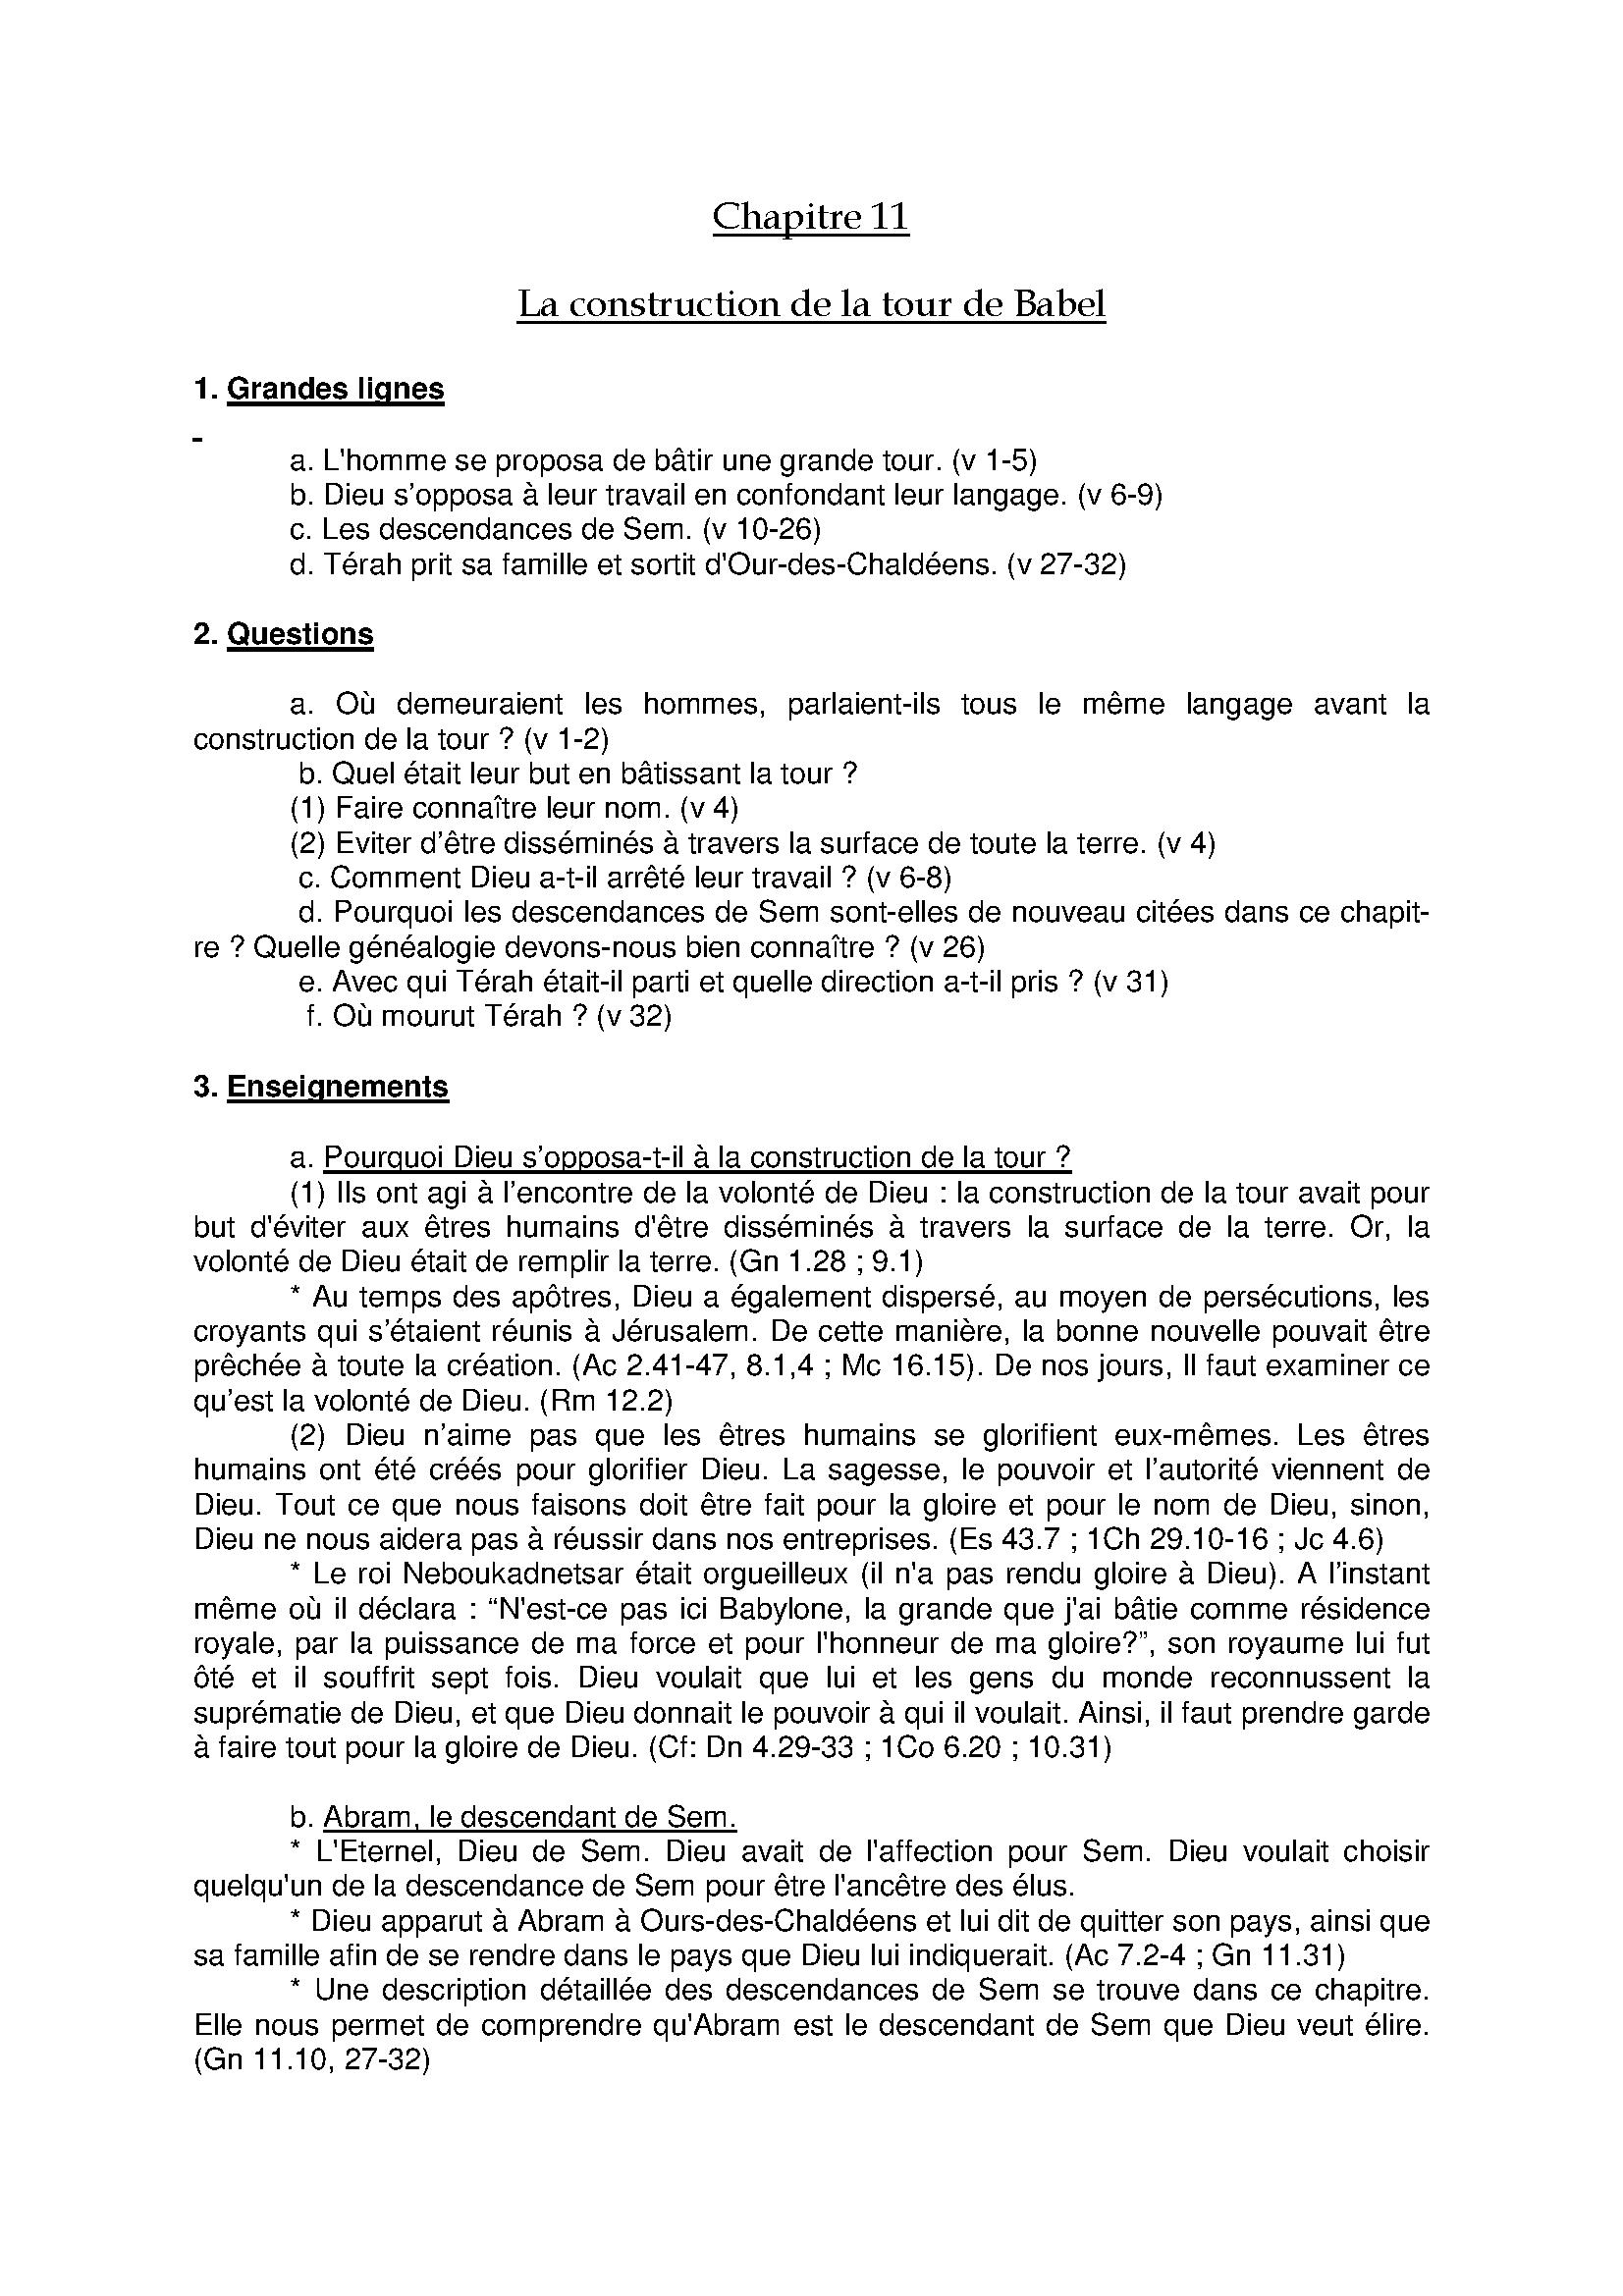 Chapitre 11
La construction de la tour de Babel
1. Grandes lignes
a. L'homme se proposa de bâtir une grande tour. (v 1-5)
b. Dieu s’opposa à leur travail en confondant leur langage. (v 6-9)
c. Les descendances de Sem. (v 10-26)
d. Térah prit sa famille et sortit d'Our-des-Chaldéens. (v 27-32)
2. Questions
a. Où demeuraient les hommes, parlaient-ils tous le même langage avant la
construction de la tour ? (v 1-2)
b. Quel était leur but en bâtissant la tour ?
(1) Faire connaître leur nom. (v 4)
(2) Eviter d’être disséminés à travers la surface de toute la terre. (v 4)
c. Comment Dieu a-t-il arrêté leur travail ? (v 6-8)
d. Pourquoi les descendances de Sem sont-elles de nouveau citées dans ce chapit-
re ? Quelle généalogie devons-nous bien connaître ? (v 26)
e. Avec qui Térah était-il parti et quelle direction a-t-il pris ? (v 31)
f. Où mourut Térah ? (v 32)
3. Enseignements
a. Pourquoi Dieu s’opposa-t-il à la construction de la tour ?
(1) Ils ont agi à l’encontre de la volonté de Dieu : la construction de la tour avait pour
but d'éviter aux êtres humains d'être disséminés à travers la surface de la terre. Or, la
volonté de Dieu était de remplir la terre. (Gn 1.28 ; 9.1)
* Au temps des apôtres, Dieu a également dispersé, au moyen de persécutions, les
croyants qui s’étaient réunis à Jérusalem. De cette manière, la bonne nouvelle pouvait être
prêchée à toute la création. (Ac 2.41-47, 8.1,4 ; Mc 16.15). De nos jours, Il faut examiner ce
qu’est la volonté de Dieu. (Rm 12.2)
(2) Dieu n’aime pas que les êtres humains se glorifient eux-mêmes. Les êtres
humains ont été créés pour glorifier Dieu. La sagesse, le pouvoir et l’autorité viennent de
Dieu. Tout ce que nous faisons doit être fait pour la gloire et pour le nom de Dieu, sinon,
Dieu ne nous aidera pas à réussir dans nos entreprises. (Es 43.7 ; 1Ch 29.10-16 ; Jc 4.6)
* Le roi Neboukadnetsar était orgueilleux (il n'a pas rendu gloire à Dieu). A l’instant
même où il déclara : “N'est-ce pas ici Babylone, la grande que j'ai bâtie comme résidence
royale, par la puissance de ma force et pour l'honneur de ma gloire?”, son royaume lui fut
ôté et il souffrit sept fois. Dieu voulait que lui et les gens du monde reconnussent la
suprématie de Dieu, et que Dieu donnait le pouvoir à qui il voulait. Ainsi, il faut prendre garde
à faire tout pour la gloire de Dieu. (Cf: Dn 4.29-33 ; 1Co 6.20 ; 10.31)
b. Abram, le descendant de Sem.
* L'Eternel, Dieu de Sem. Dieu avait de l'affection pour Sem. Dieu voulait choisir
quelqu'un de la descendance de Sem pour être l'ancêtre des élus.
* Dieu apparut à Abram à Ours-des-Chaldéens et lui dit de quitter son pays, ainsi que
sa famille afin de se rendre dans le pays que Dieu lui indiquerait. (Ac 7.2-4 ; Gn 11.31)
* Une description détaillée des descendances de Sem se trouve dans ce chapitre.
Elle nous permet de comprendre qu'Abram est le descendant de Sem que Dieu veut élire.
(Gn 11.10, 27-32)